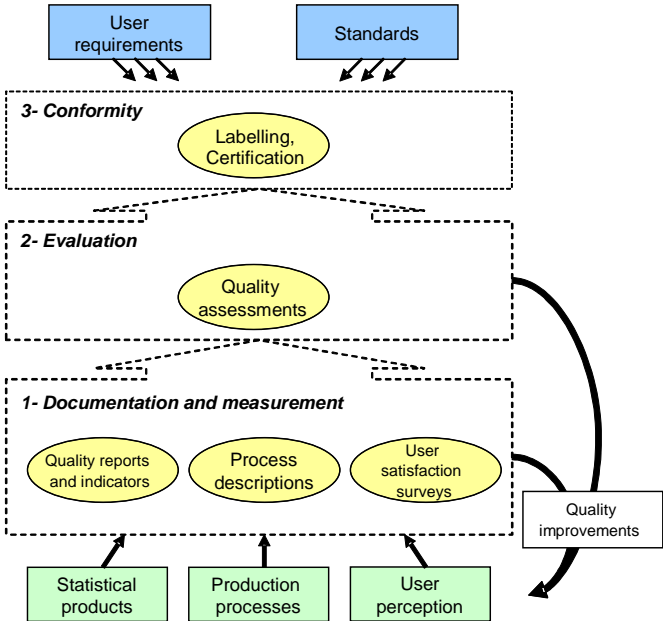 User
requirements
Standards
3- Conformity
Labelling,
Certification
2- Evaluation
Quality
assessments
1- Documentation and measurement
Quality reports
and indicators
Process
descriptions
User
satisfaction
surveys
Quality
improvements
Statistical
products
Production
processes
User
perception